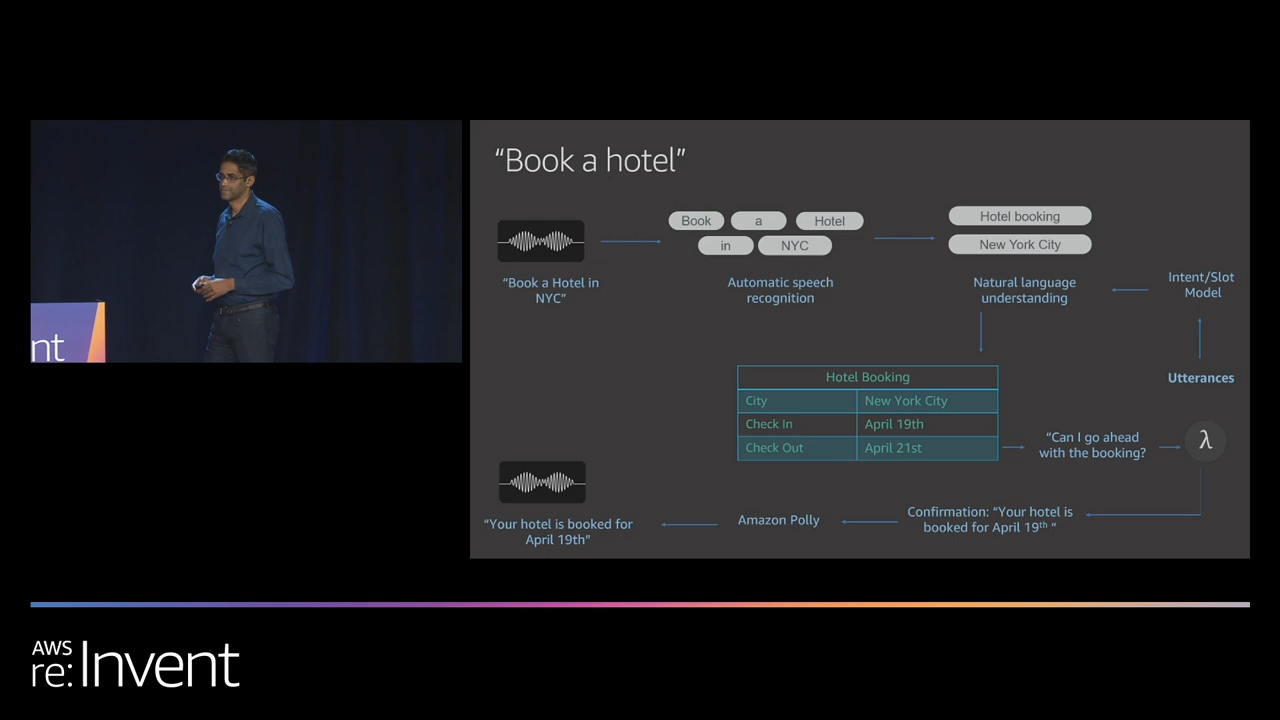 “Book a hotel”
Book
a
Hotel
in
NYC
Hotel booking
New York City
“Book a Hotel in
NYC”
Automatic speech
recognition
Natural language
understanding
Intent/Slot
Model
Utterances
Hotel Booking
City
New York City
Check In
April 19th
Check Out
April 21st
“Can I go ahead
with the booking?
λ
“Your hotel is booked for
April 19th”
Amazon Polly
Confirmation: “Your hotel is
booked for April 19th “
nt
AWS
re:Invent